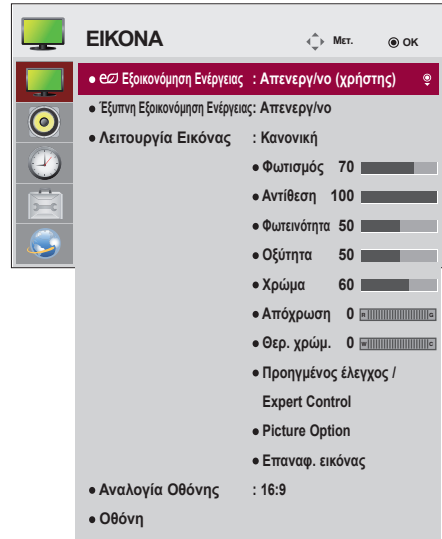 ΕΙΚΟΝΑ Μετ. OK
• e Εξοικονόμηση Ενέργειας : Απενεργ/νο (χρήστης)
• Έξυπνη Εξοικονόμηση Ενέργειας: Απενεργ/νο
• Λειτουργία Εικόνας : Κανονική
• Φωτισμός 70
• Αντίθεση 100
• Φωτεινότητα 50
• Οξύτητα 50
• Χρώμα 60
• Απόχρωση 0 R G
• Θερ. χρώμ. 0 W C
• Προηγμένος έλεγχος /
Expert Control
• Picture Option
• Επαναφ. εικόνας
• Αναλογία Οθόνης : 16:9
• Οθόνη